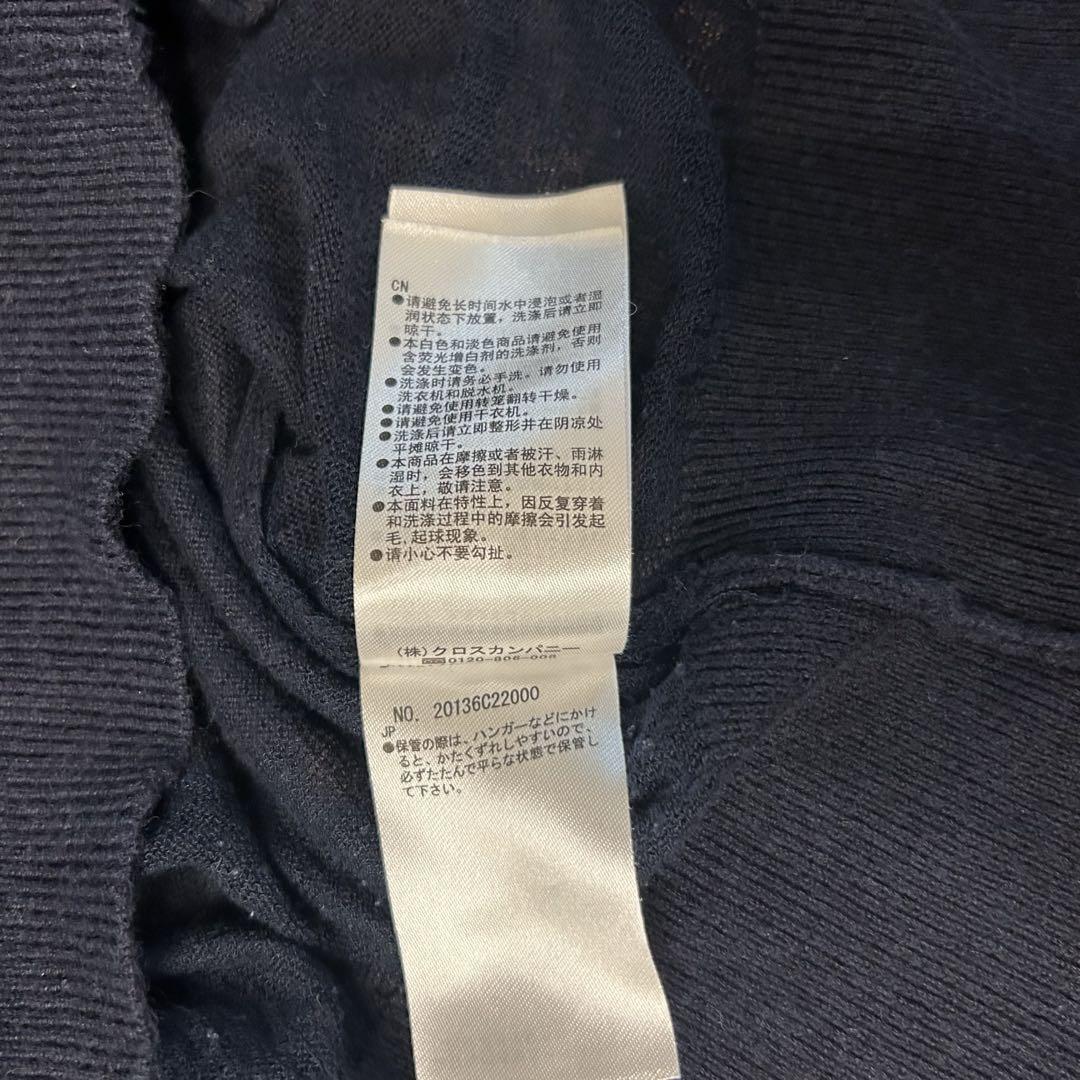 CN
●请避免长时间水中浸泡或者湿
润状态下放置，洗涤后请立即
晾干。
●本白色和淡色商品请避免使用
含荧光增白剂的洗涤剂，否则
会发生变色。
●洗涤时请务必手洗。请勿使用
洗衣机和脱水机。
●请避免使用转笼翻转干燥。
●请避免使用干衣机。
●洗涤后请立即整形并在阴凉处
平摊晾干。
●本商品在摩擦或者被汗、雨淋
湿时，会移色到其他衣物和内
衣上，敬请注意。
●本面料在特性上，因反复穿着
和洗涤过程中的摩擦会引发起
毛,起球现象。
●请小心不要勾扯。
(株)クロスカンパニー
0120-806-008
NO. 20136C22000
JP
●保管の際は、ハンガーなどにかけ
ると、かたくずれしやすいので、
必ずたたんで平らな状態で保管し
て下さい。